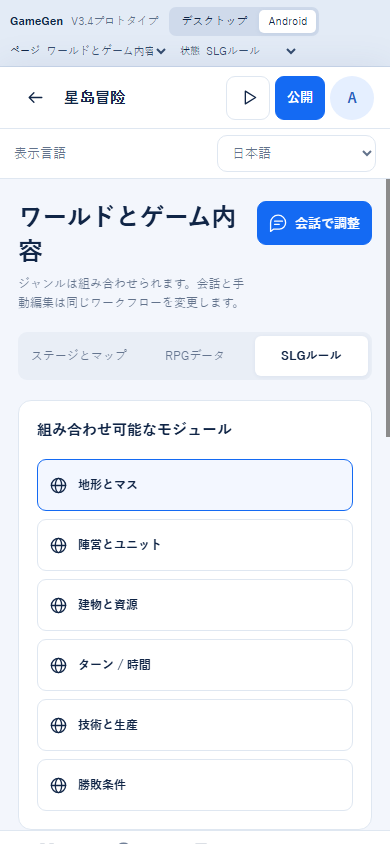 GameGen V3.4プロトタイプ デスクトップ Android
ページ ワールドとゲーム内容 状態 SLGルール
星岛冒险 公開 A
表示言語 日本語
ワールドとゲーム内
容
会話で調整
ジャンルは組み合わせられます。会話と手
動編集は同じワークフローを変更します。
ステージとマップ RPGデータ SLGルール
組み合わせ可能なモジュール
地形とマス
陣営とユニット
建物と資源
ターン / 時間
技術と生産
勝敗条件